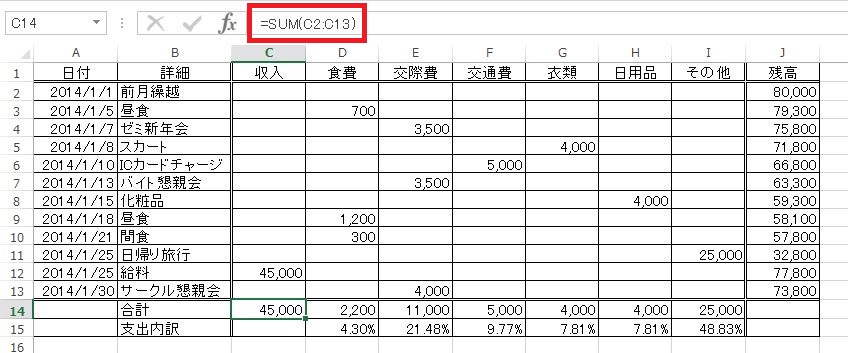 C14 fx =SUM(C2:C13)
A B C D E F G H I J
1 日付 詳細 収入 食費 交際費 交通費 衣類 日用品 その他 残高
2 2014/1/1 前月繰越 80,000
3 2014/1/5 昼食 700 79,300
4 2014/1/7 ゼミ新年会 3,500 75,800
5 2014/1/8 スカート 4,000 71,800
6 2014/1/10 ICカードチャージ 5,000 66,800
7 2014/1/13 バイト懇親会 3,500 63,300
8 2014/1/15 化粧品 4,000 59,300
9 2014/1/18 昼食 1,200 58,100
10 2014/1/21 間食 300 57,800
11 2014/1/25 日帰り旅行 25,000 32,800
12 2014/1/25 給料 45,000 77,800
13 2014/1/30 サークル懇親会 4,000 73,800
14 合計 45,000 2,200 11,000 5,000 4,000 4,000 25,000
15 支出内訳 4.30% 21.48% 9.77% 7.81% 7.81% 48.83%
16